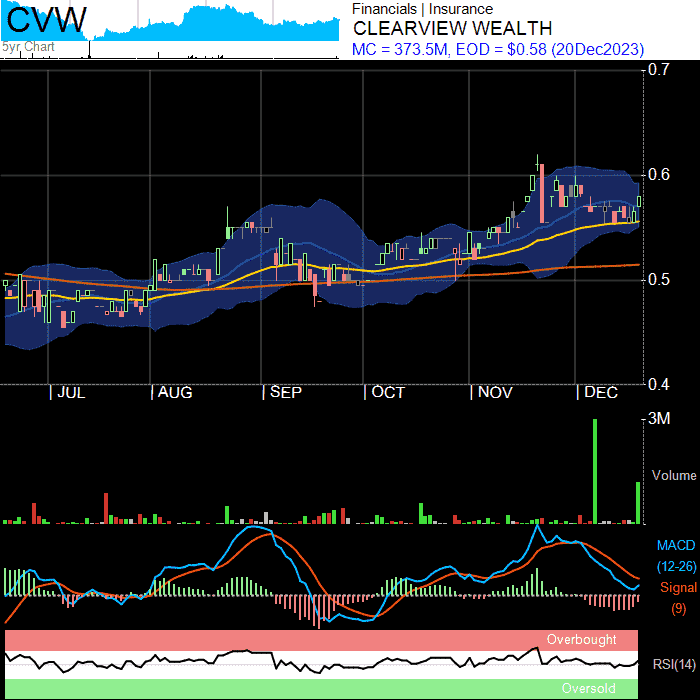 CVW
5yr Chart
Financials | Insurance
CLEARVIEW WEALTH
MC = 373.5M, EOD = $0.58 (20Dec2023)
0.7
0.6
0.5
0.4
| JUL | AUG | SEP | OCT | NOV | DEC
3M
Volume
MACD
(12-26)
Signal
(9)
Overbought
RSI(14)
Oversold